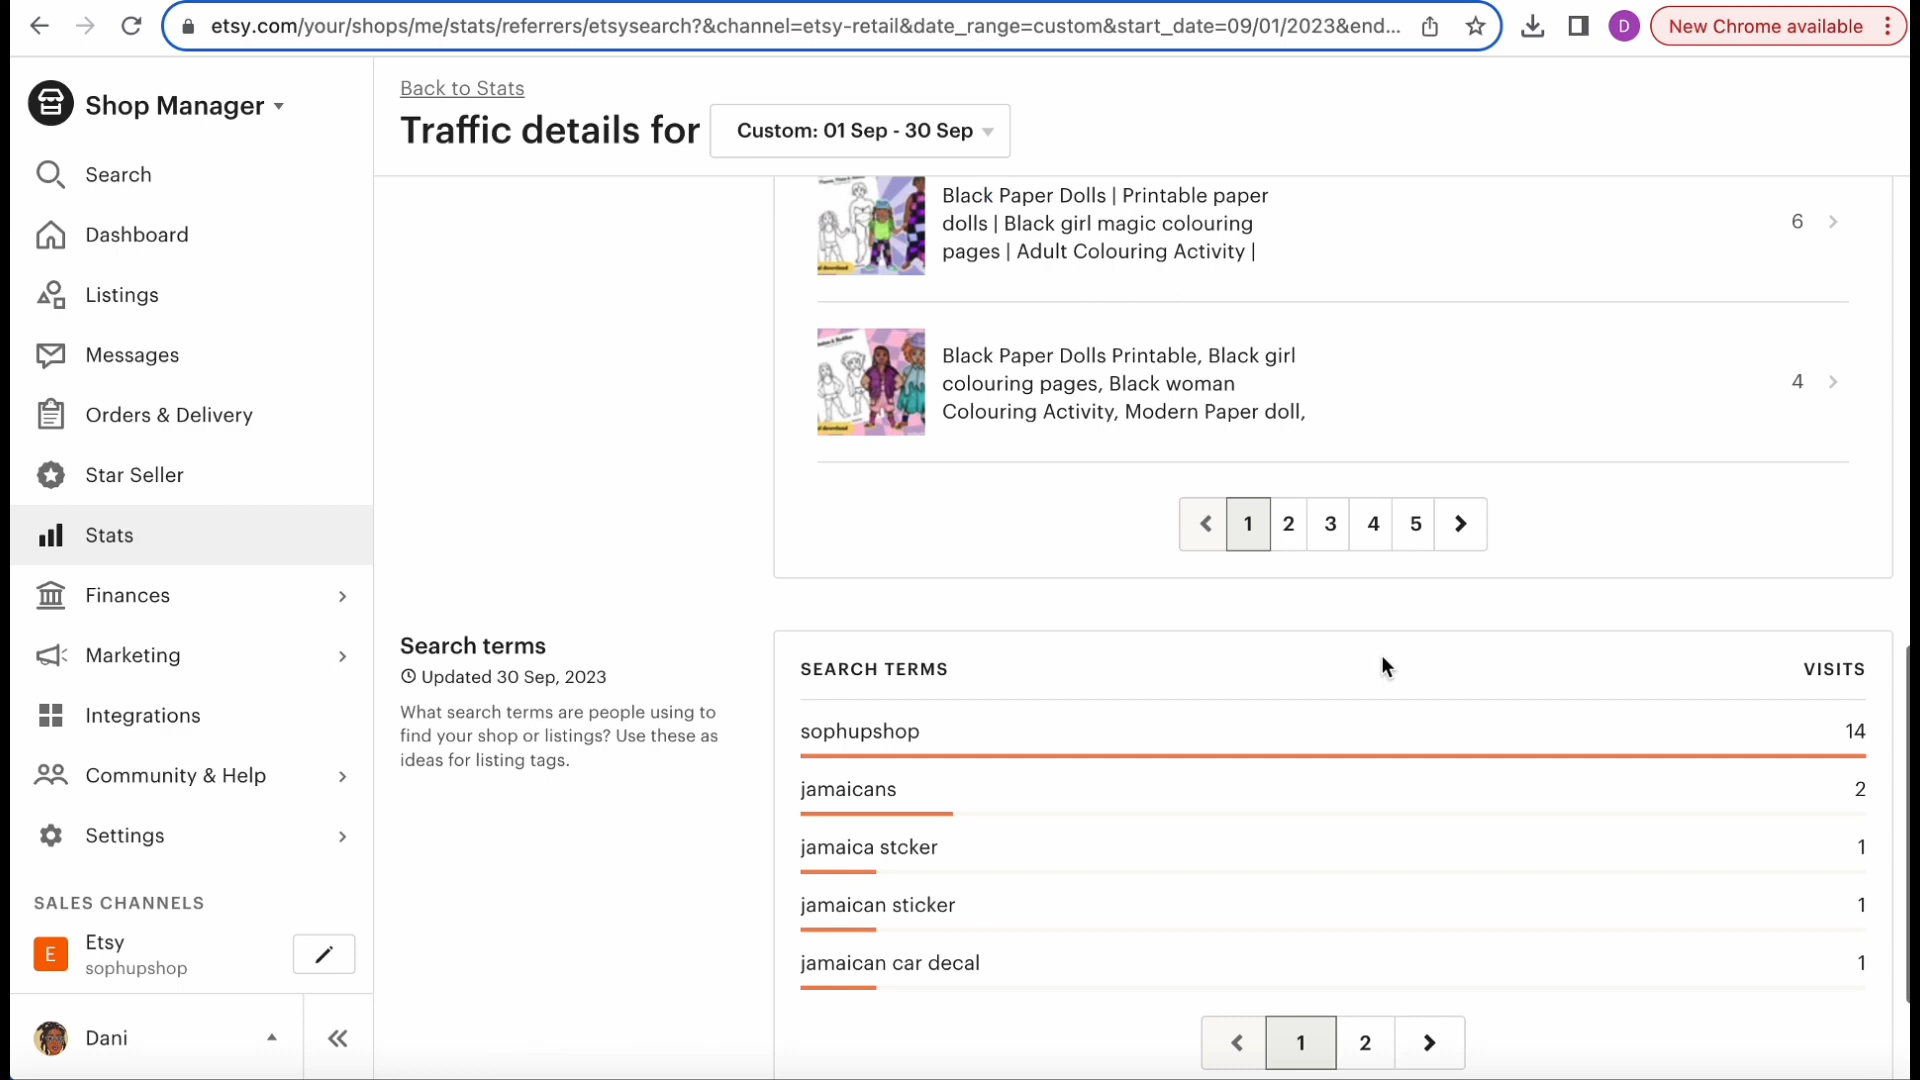 etsy.com/your/shops/me/stats/referrers/etsysearch?&channel=etsy-retail&date_range=custom&start_date=09/01/2023&end...
D
New Chrome available
Shop Manager
Search
Dashboard
Listings
Messages
Orders & Delivery
Star Seller
Stats
Finances
Marketing
Integrations
Community & Help
Settings
SALES CHANNELS
E
Etsy
sophupshop
Dani
Back to Stats
Traffic details for
Custom: 01 Sep - 30 Sep
Black Paper Dolls | Printable paper
dolls | Black girl magic colouring
pages | Adult Colouring Activity |
6
Black Paper Dolls Printable, Black girl
colouring pages, Black woman
Colouring Activity, Modern Paper doll,
4
1 2 3 4 5
Search terms
Updated 30 Sep, 2023
What search terms are people using to
find your shop or listings? Use these as
ideas for listing tags.
SEARCH TERMS VISITS
sophupshop 14
jamaicans 2
jamaica stcker 1
jamaican sticker 1
jamaican car decal 1
1 2